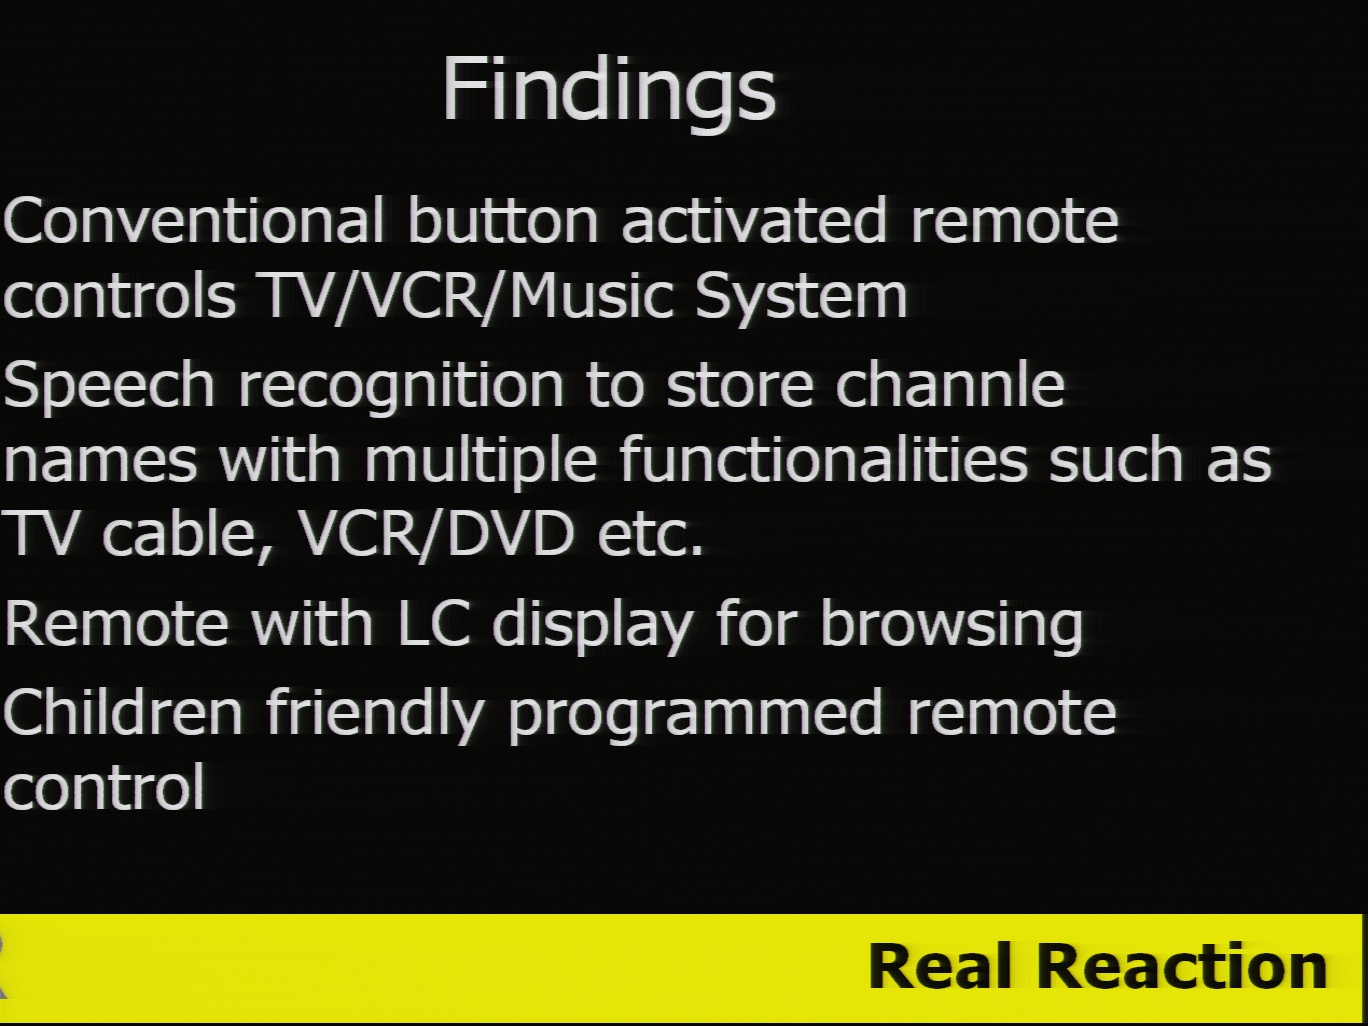 Findings
Conventional button activated remote
controls TV/VCR/Music System
Speech recognition to store channle
names with multiple functionalities such as
TV cable, VCR/DVD etc.
Remote with LC display for browsing
Children friendly programmed remote
control
Real Reaction